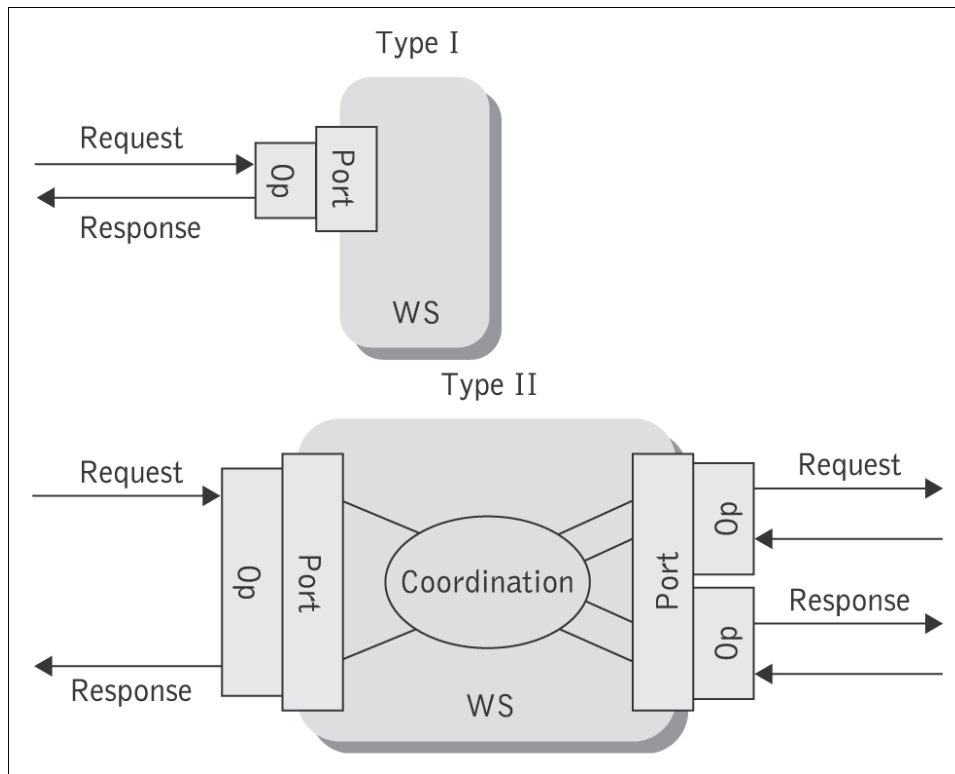 Type I
Request
Op
Port
Response
WS
Type II
Request
Response
Op
Port
Coordination
WS
Port
Op
Request
Op
Response